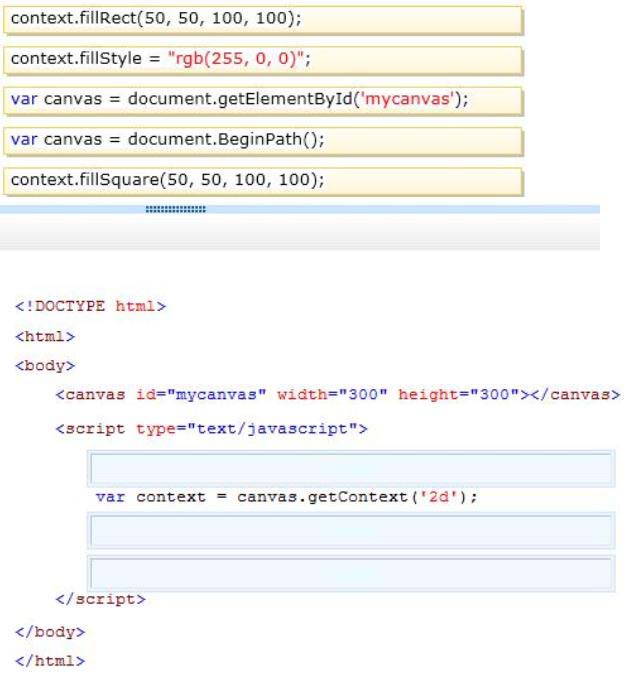 context.fillRect(50, 50, 100, 100);
context.fillStyle = "rgb(255, 0, 0)";
var canvas = document.getElementById('mycanvas');
var canvas = document.BeginPath();
context.fillSquare(50, 50, 100, 100);
<!DOCTYPE html>
<html>
<body>
<canvas id="mycanvas" width="300" height="300"></canvas>
<script type="text/javascript">
var context = canvas.getContext('2d');
</script>
</body>
</html>